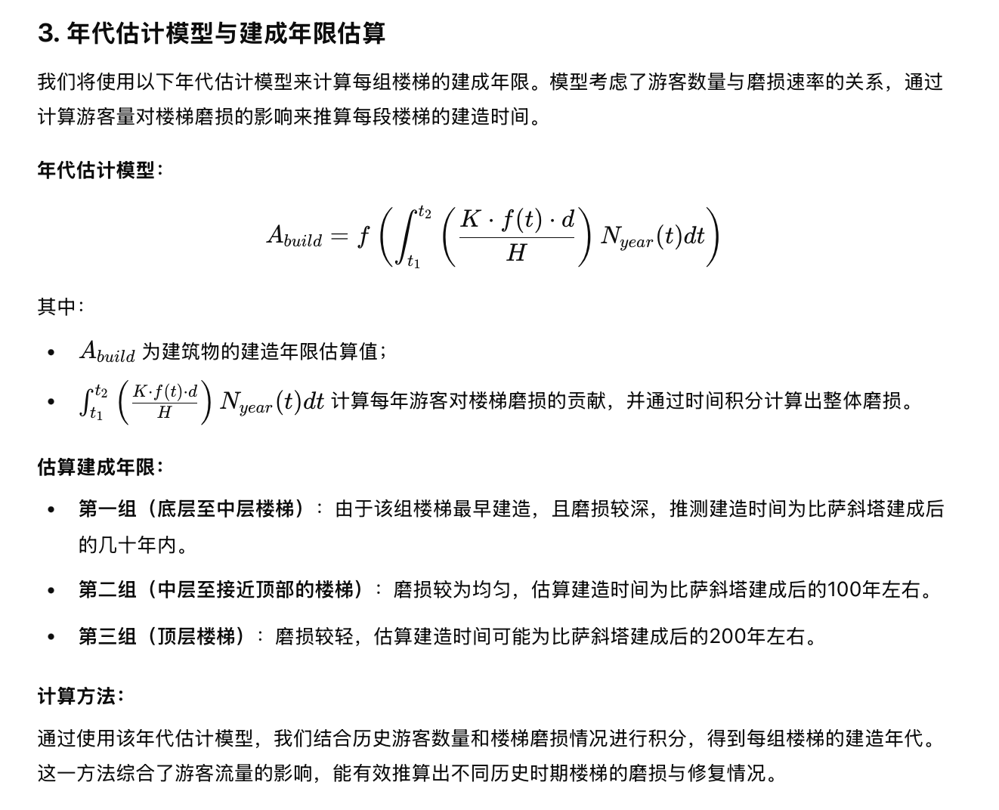 3. 年代估计模型与建成年限估算
我们将使用以下年代估计模型来计算每组楼梯的建成年限。模型考虑了游客数量与磨损速率的关系，通过
计算游客量对楼梯磨损的影响来推算每段楼梯的建造时间。
年代估计模型：
$A_{build} = f\left(\int_{t_1}^{t_2}\left(\frac{K \cdot f(t) \cdot d}{H}\right) N_{year}(t)dt\right)$
其中：
• $A_{build}$ 为建筑物的建造年限估算值；
• $\int_{t_1}^{t_2}\left(\frac{K \cdot f(t) \cdot d}{H}\right) N_{year}(t)dt$ 计算每年游客对楼梯磨损的贡献，并通过时间积分计算出整体磨损。
估算建成年限：
• 第一组（底层至中层楼梯）：由于该组楼梯最早建造，且磨损较深，推测建造时间为比萨斜塔建成后
的几十年内。
• 第二组（中层至接近顶部的楼梯）：磨损较为均匀，估算建造时间为比萨斜塔建成后的100年左右。
• 第三组（顶层楼梯）：磨损较轻，估算建造时间可能为比萨斜塔建成后的200年左右。
计算方法：
通过使用该年代估计模型，我们结合历史游客数量和楼梯磨损情况进行积分，得到每组楼梯的建造年代。
这一方法综合了游客流量的影响，能有效推算出不同历史时期楼梯的磨损与修复情况。